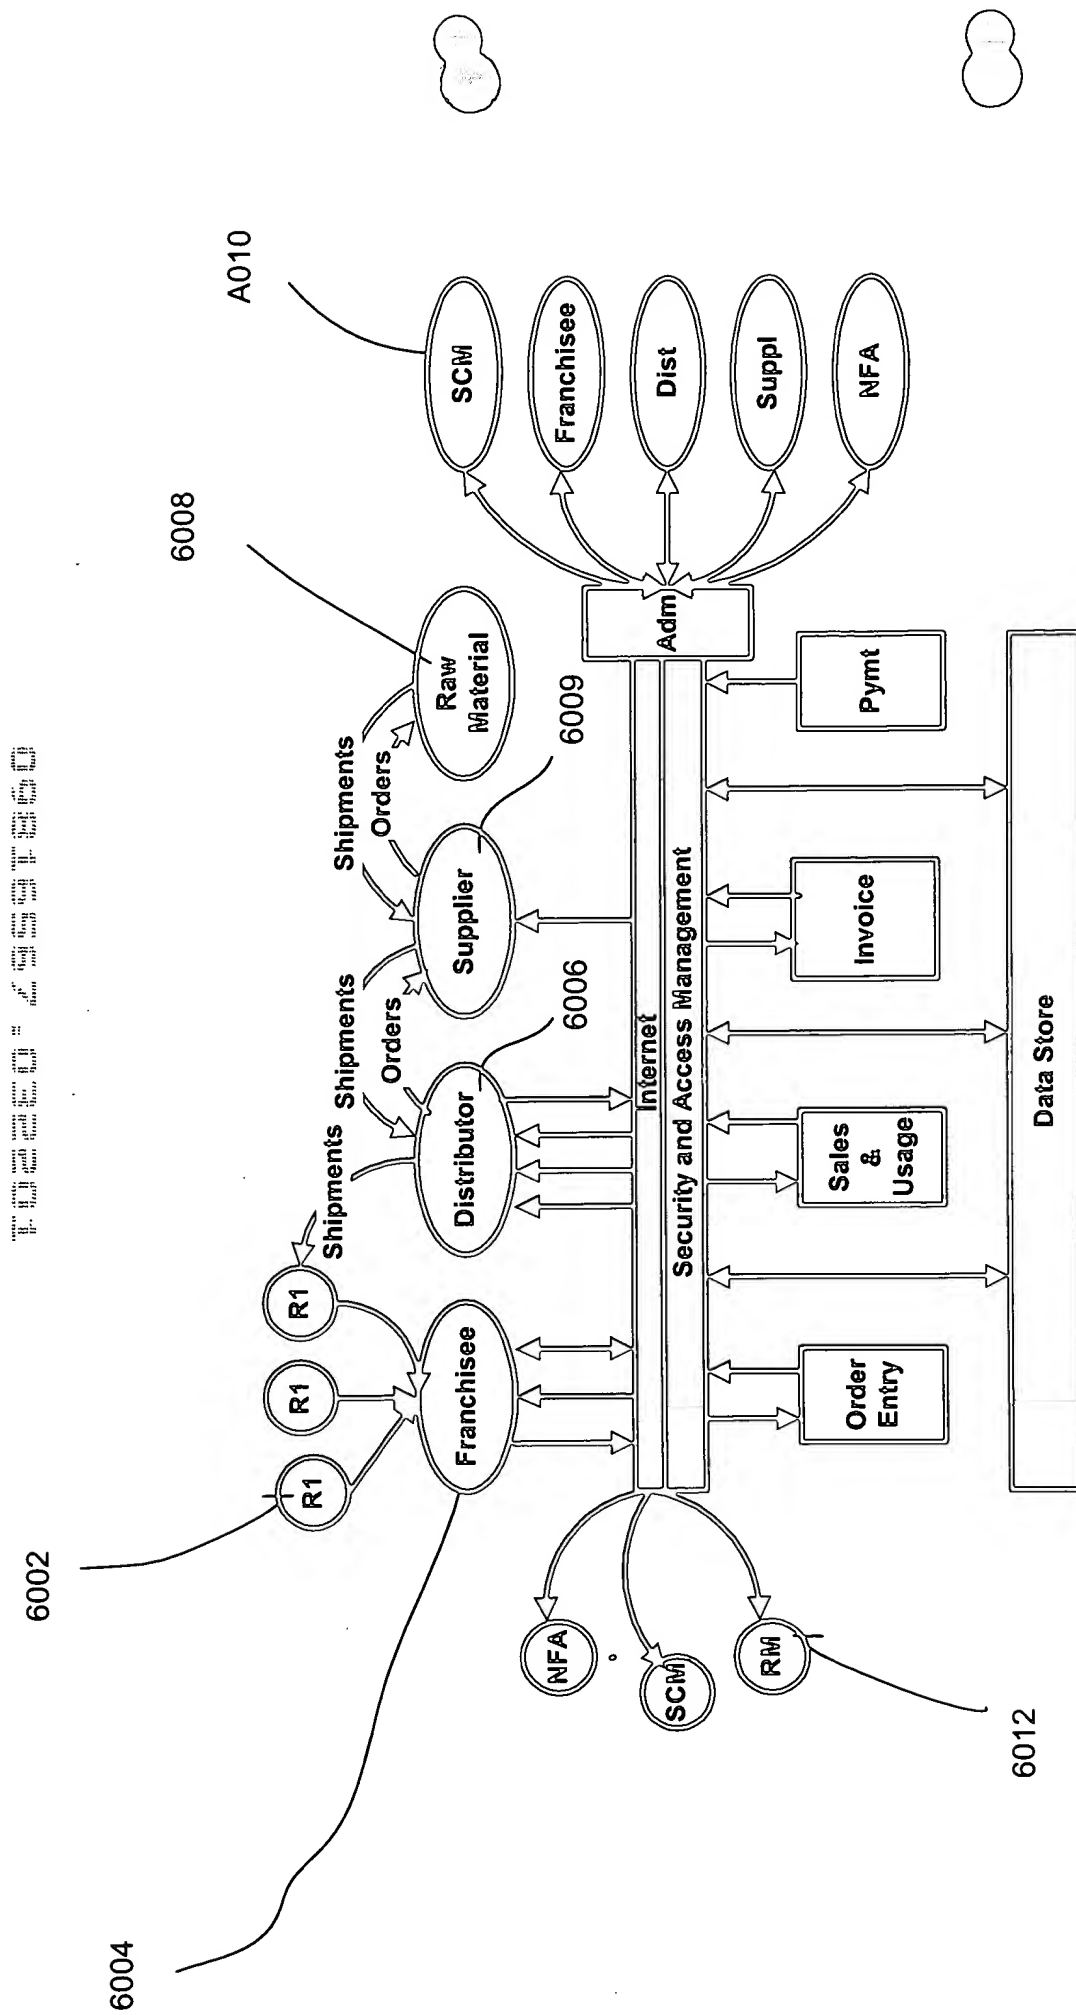 09816567.032201
6002
6004
6008
A010
R1
R1
R1
Shipments
Shipments
Shipments
Orders
Orders
Franchisee
Distributor
Supplier
Raw
Material
SCM
6006
6009
NFA
Franchisee
Internet
SCM
Security and Access Management
Adm
Dist
RM
Suppl
Order
Entry
Sales
&
Usage
Invoice
Pymt
NFA
6012
Data Store